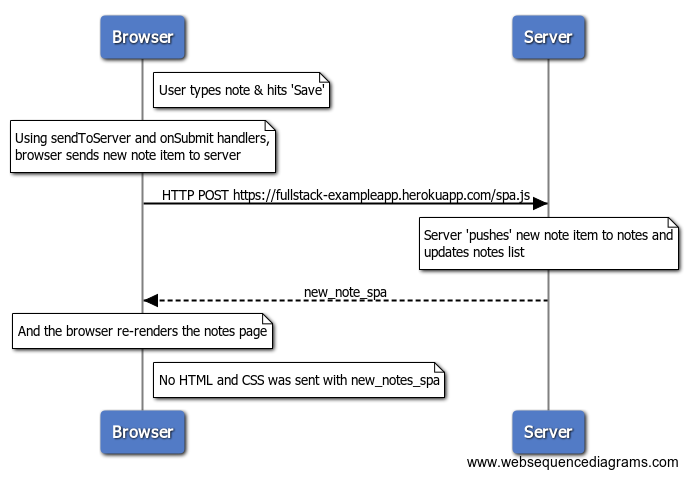 Browser
Server
User types note & hits 'Save'
Using sendToServer and onSubmit handlers,
browser sends new note item to server
HTTP POST https://fullstack-exampleapp.herokuapp.com/spa.js
Server 'pushes' new note item to notes and
updates notes list
new_note_spa
And the browser re-renders the notes page
No HTML and CSS was sent with new_notes_spa
Browser
Server
www.websequencediagrams.com